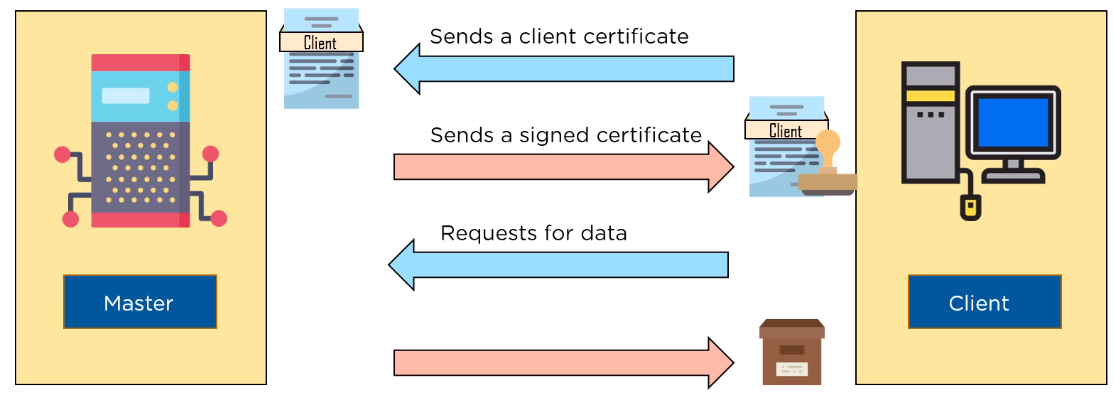 Client
Sends a client certificate
Sends a signed certificate
Client
Requests for data
Master
Client